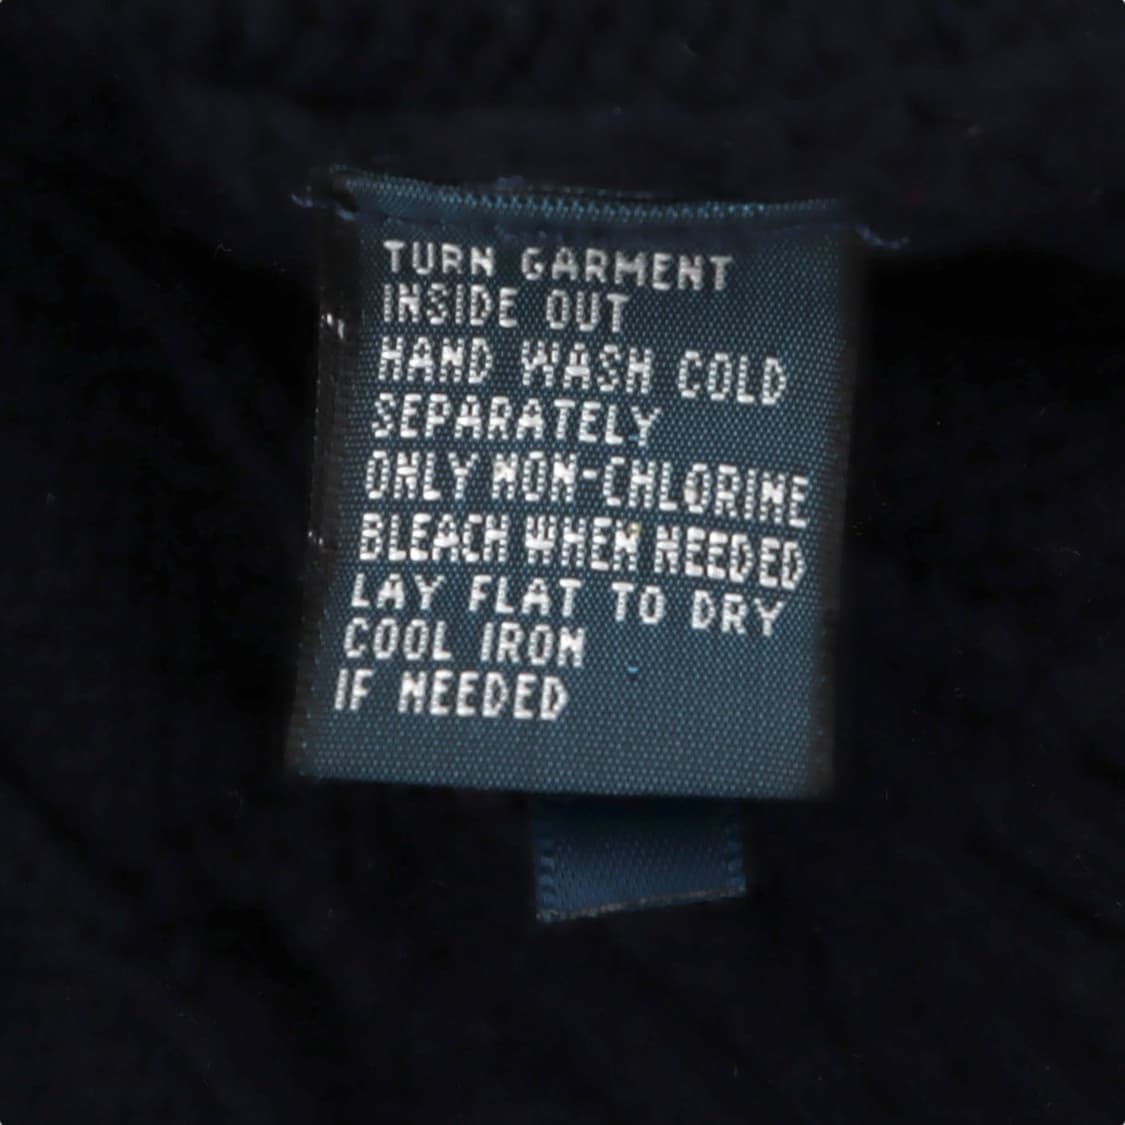 TURN GARMENT
INSIDE OUT
HAND WASH COLD
SEPARATELY
ONLY NON-CHLORINE
BLEACH WHEN NEEDED
LAY FLAT TO DRY
COOL IRON
IF NEEDED